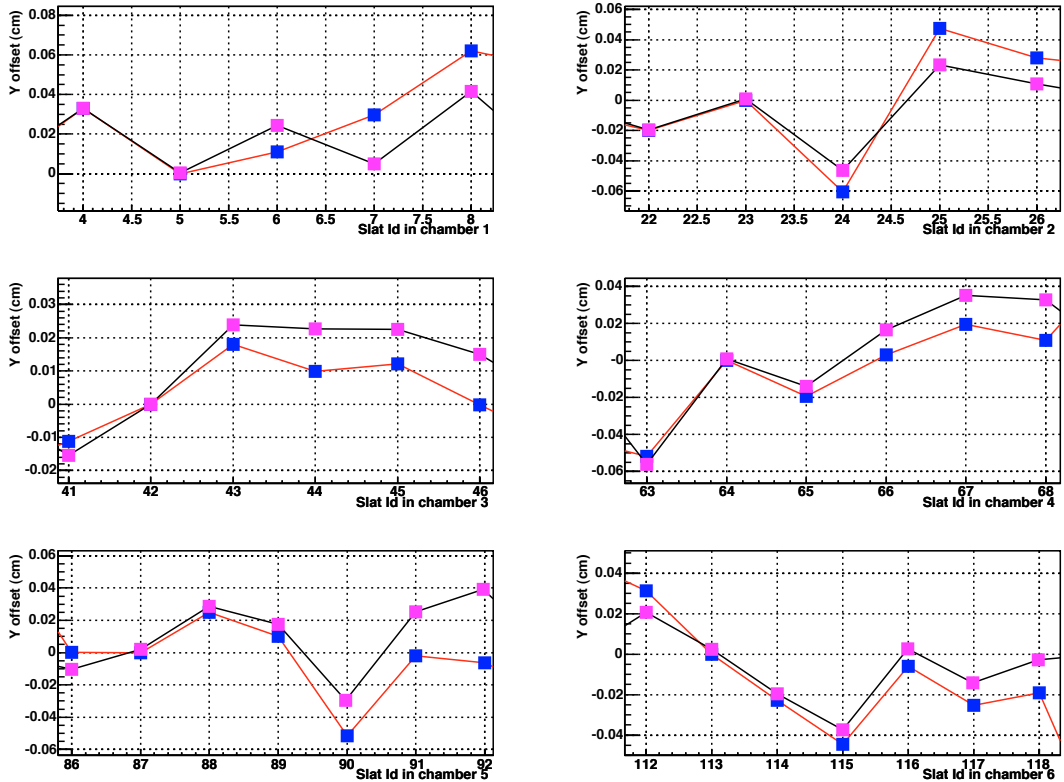 Y offset (cm)
0.08
0.06
0.04
0.02
0
4 4.5 5 5.5 6 6.5 7 7.5 8
Slat Id in chamber 1
Y offset (cm)
0.06
0.04
0.02
0
-0.02
-0.04
-0.06
22 22.5 23 23.5 24 24.5 25 25.5 26
Slat Id in chamber 2
Y offset (cm)
0.03
0.02
0.01
0
-0.01
-0.02
41 42 43 44 45 46
Slat Id in chamber 3
Y offset (cm)
0.04
0.02
-0
-0.02
-0.04
-0.06
63 64 65 66 67 68
Slat Id in chamber 4
Y offset (cm)
0.06
0.04
0.02
0
-0.02
-0.04
-0.06
86 87 88 89 90 91 92
Slat Id in chamber 5
Y offset (cm)
0.04
0.02
0
-0.02
-0.04
112 113 114 115 116 117 118
Slat Id in chamber 6